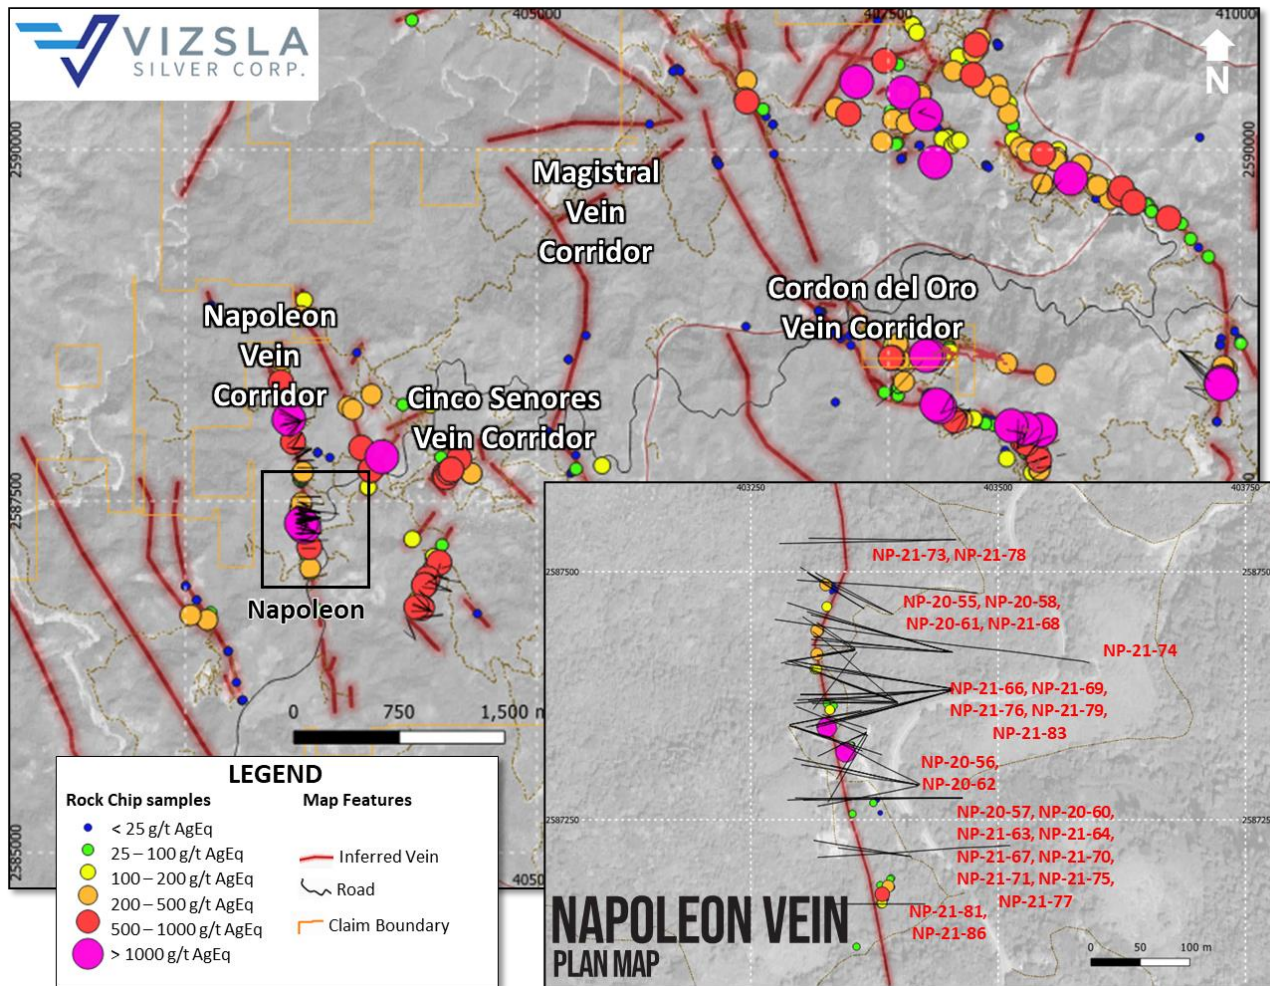 VIZSLA
SILVER CORP.
405000
407500
410000
N
2590000
2590000
Magistral
Vein
Corridor
Napoleon
Vein
Corridor
Cordon del Oro
Vein Corridor
Cinco Senores
Vein Corridor
2587500
Napoleon
0 750 1,500 m
2585000
LEGEND
Rock Chip samples
< 25 g/t AgEq
25 – 100 g/t AgEq
100 – 200 g/t AgEq
200 – 500 g/t AgEq
500 – 1000 g/t AgEq
> 1000 g/t AgEq
Map Features
Inferred Vein
Road
Claim Boundary
403250
403500
403750
2587500
NP-21-73, NP-21-78
NP-20-55, NP-20-58,
NP-20-61, NP-21-68
NP-21-74
NP-21-66, NP-21-69,
NP-21-76, NP-21-79,
NP-21-83
NP-20-56,
NP-20-62
2587250
NP-20-57, NP-20-60,
NP-21-63, NP-21-64,
NP-21-67, NP-21-70,
NP-21-71, NP-21-75,
NP-21-77
NP-21-81,
NP-21-86
NAPOLEON VEIN
PLAN MAP
0 50 100 m